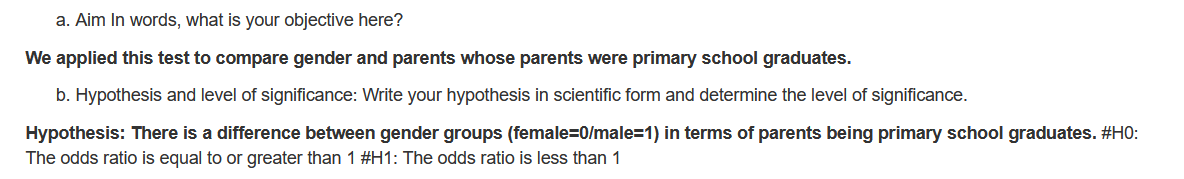 a. Aim In words, what is your objective here?
We applied this test to compare gender and parents whose parents were primary school graduates.
b. Hypothesis and level of significance: Write your hypothesis in scientific form and determine the level of significance.
Hypothesis: There is a difference between gender groups (female=0/male=1) in terms of parents being primary school graduates. #H0:
The odds ratio is equal to or greater than 1 #H1: The odds ratio is less than 1